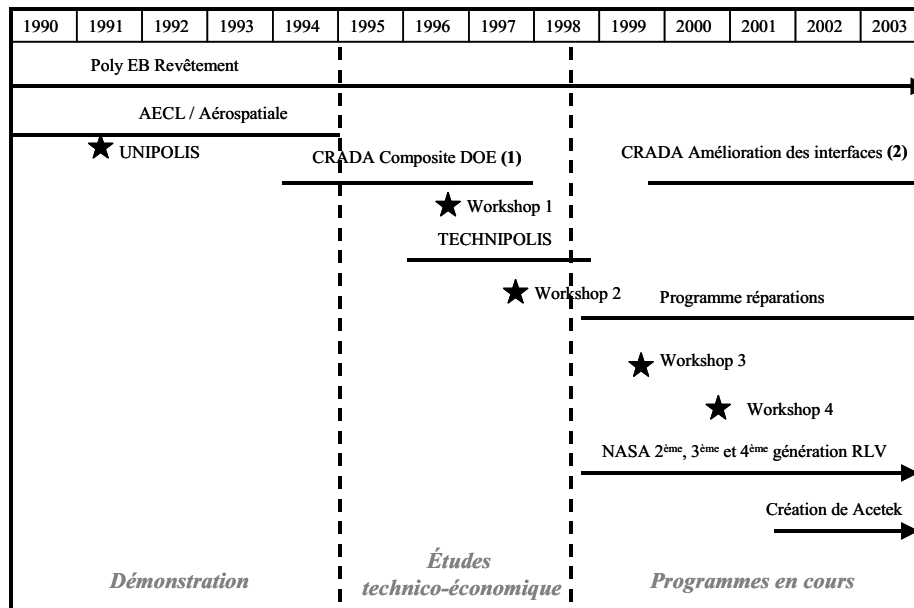 1990 1991 1992 1993 1994 1995 1996 1997 1998 1999 2000 2001 2002 2003
Poly EB Revêtement
AECL / Aérospatiale
UNIPOLIS
CRADA Composite DOE (1)
CRADA Amélioration des interfaces (2)
Workshop 1
TECHNIPOLIS
Workshop 2
Programme réparations
Workshop 3
Workshop 4
NASA 2ème, 3ème et 4ème génération RLV
Création de Acetek
Démonstration
Études
technico-économique
Programmes en cours